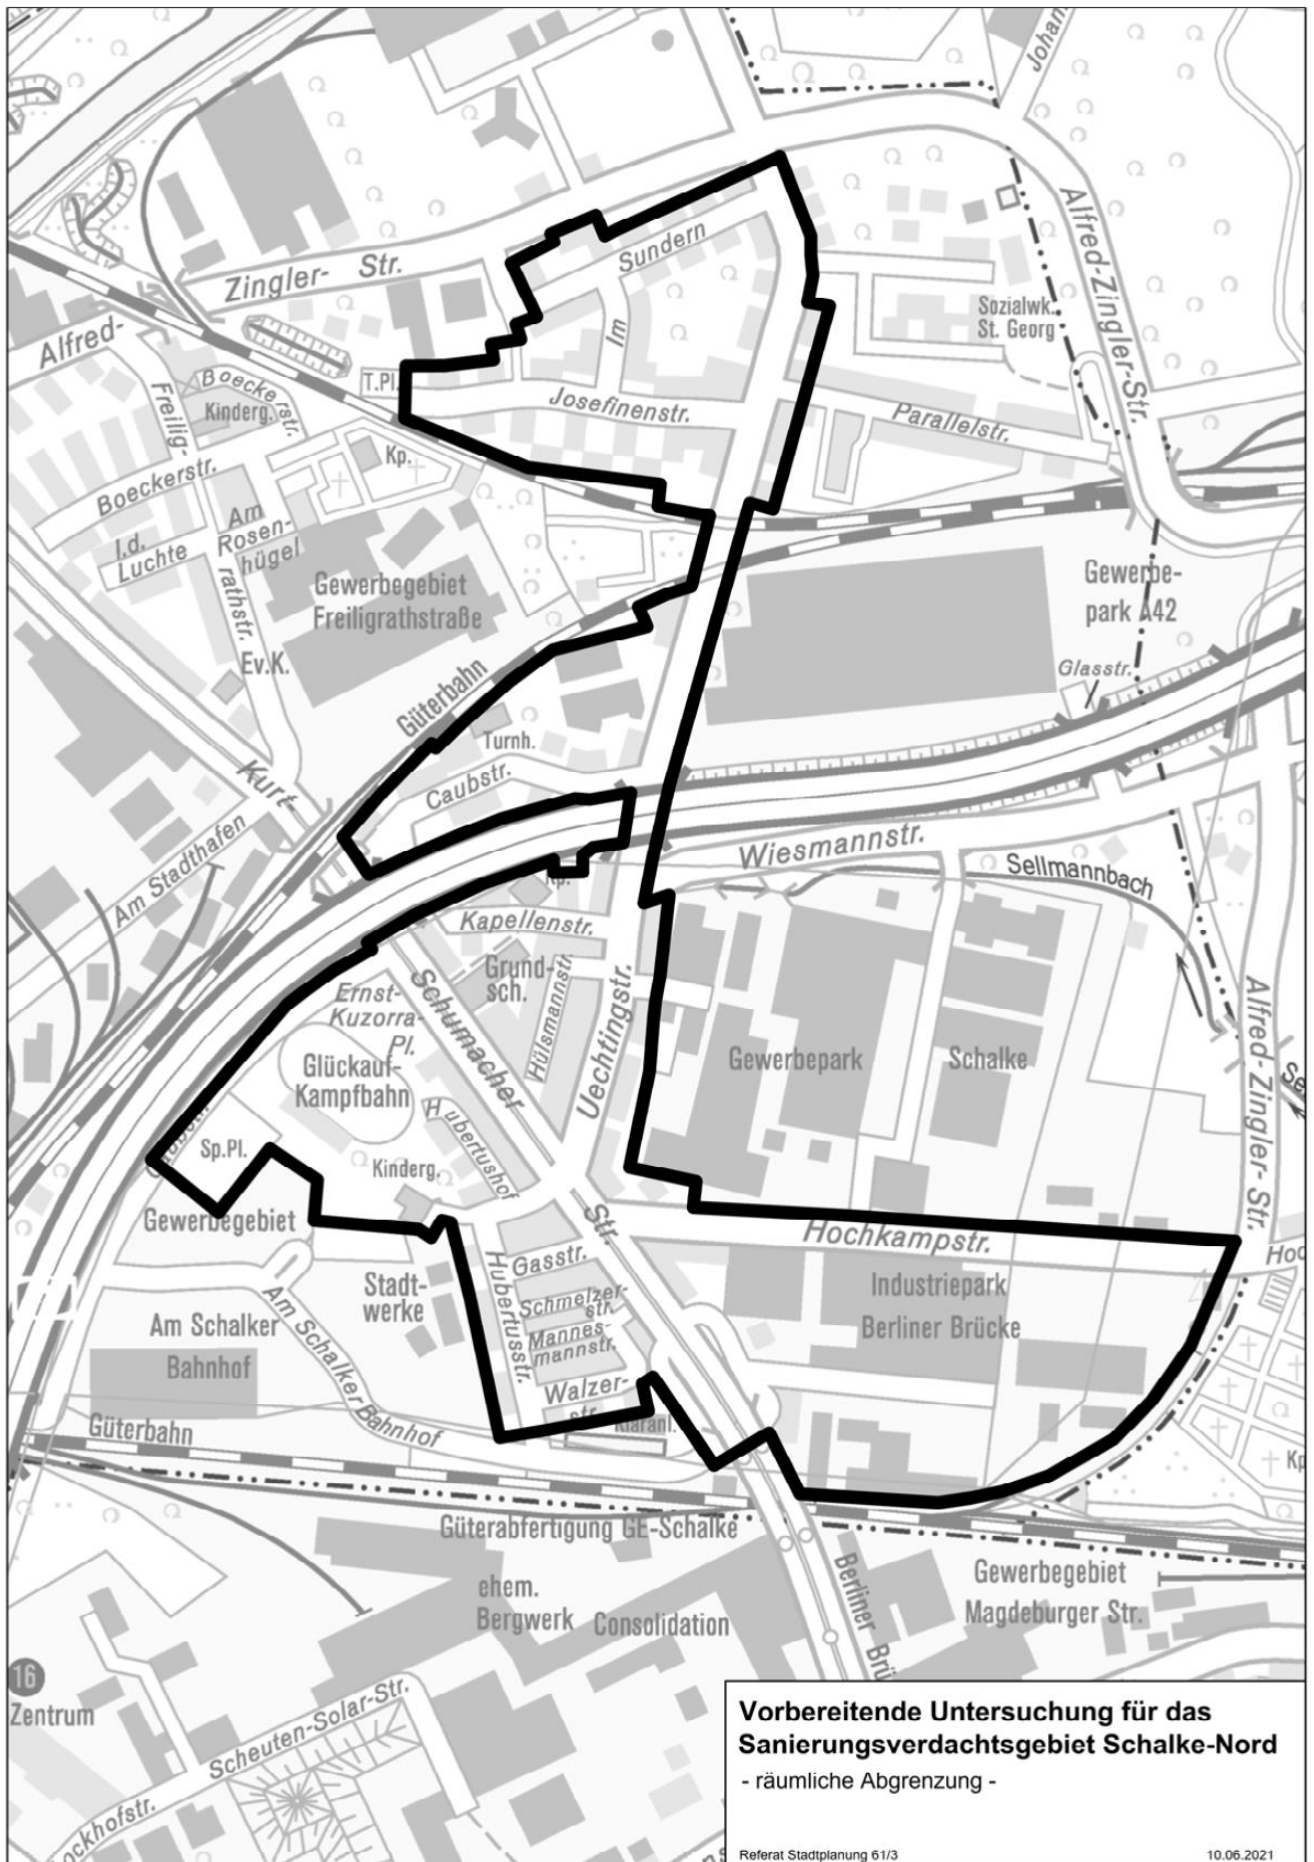 Johan
Alfred-Zingler-Str.
Sundern
Im
Zingler- Str.
Sozialwk.
St. Georg
Alfred-
T.Pl.
Boeckerstr.
Kinderg.
Freilig-
Josefinenstr.
Parallelstr.
Kp.
Boeckerstr.
Am
Rosen-
hügel
I.d.
Luchte
rathstr.
Gewerbegebiet
Freiligrathstraße
Gewerbe-
park A42
Ev.K.
Glasstr.
Güterbahn
Turnh.
Kurt-
Caubstr.
Am Stadthafen
Wiesmannstr.
Sellmannbach
Kp.
Kapellenstr.
Grund-
sch.
Schumacher
Hülsmannstr.
Uechtingstr.
Ernst-
Kuzorra-
Pl.
Glückauf-
Kampfbahn
Gewerbepark
Schalke
Alfred-Zingler- Str.
Se
Hubertushof
Sp.Pl.
Kinderg.
Gewerbegebiet
Str.
Hochkampstr.
Hoc
Hubertusstr.
Gasstr.
Stadt-
werke
Schmelzer-
str.
Mannes-
mannstr.
Industriepark
Berliner Brücke
Am Schalker
Bahnhof
Am Schalker Bahnhof
Walzer-
str.
Kläranl.
Güterbahn
Güterabfertigung GE-Schalke
ehem.
Bergwerk Consolidation
Berliner Brü
Gewerbegebiet
Magdeburger Str.
Kp
16
Zentrum
Scheuten-Solar-Str.
ockhofstr.
Vorbereitende Untersuchung für das
Sanierungsverdachtsgebiet Schalke-Nord
- räumliche Abgrenzung -
Referat Stadtplanung 61/3 10.06.2021